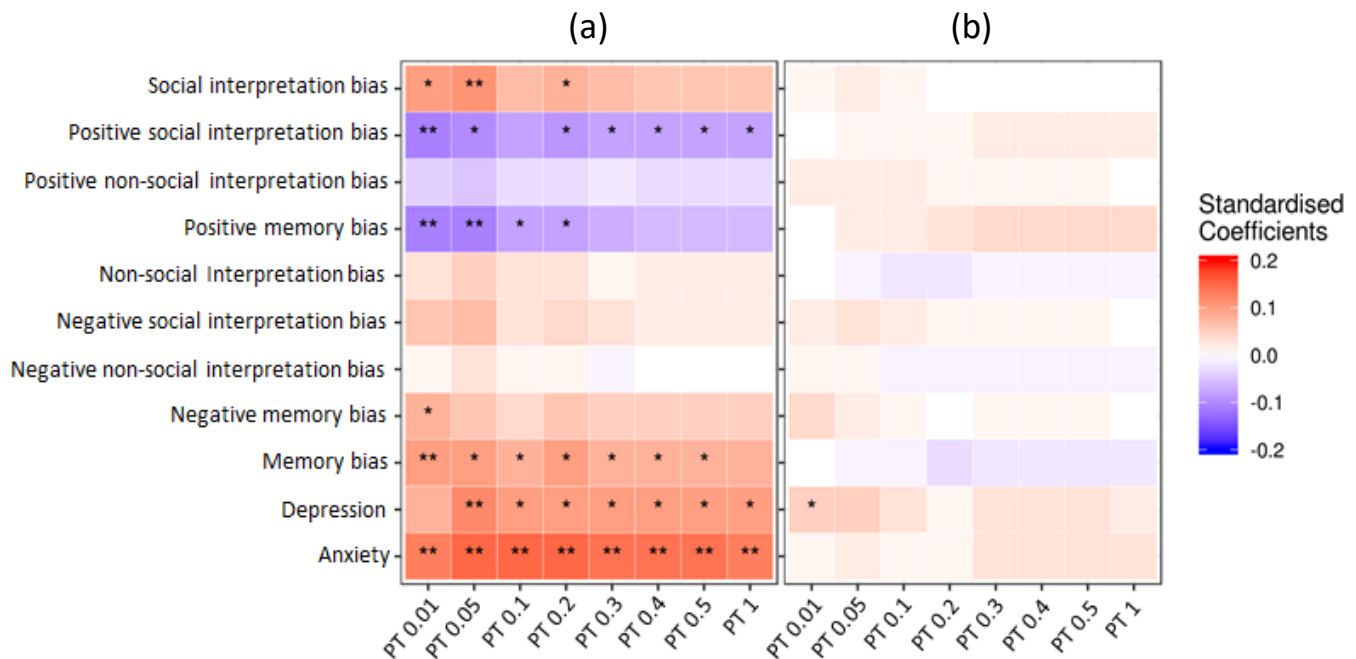 (a) (b)
Social interpretation bias * ** *
Positive social interpretation bias ** * * * * * *
Positive non-social interpretation bias
Positive memory bias ** ** * *
Non-social Interpretation bias
Negative social interpretation bias
Negative non-social interpretation bias
Negative memory bias *
Memory bias ** * * * * * *
Depression ** * * * * * * *
Anxiety ** ** ** ** ** ** ** **
PT 0.01 PT 0.05 PT 0.1 PT 0.2 PT 0.3 PT 0.4 PT 0.5 PT 1 PT 0.01 PT 0.05 PT 0.1 PT 0.2 PT 0.3 PT 0.4 PT 0.5 PT 1
Standardised
Coefficients
0.2
0.1
0.0
-0.1
-0.2